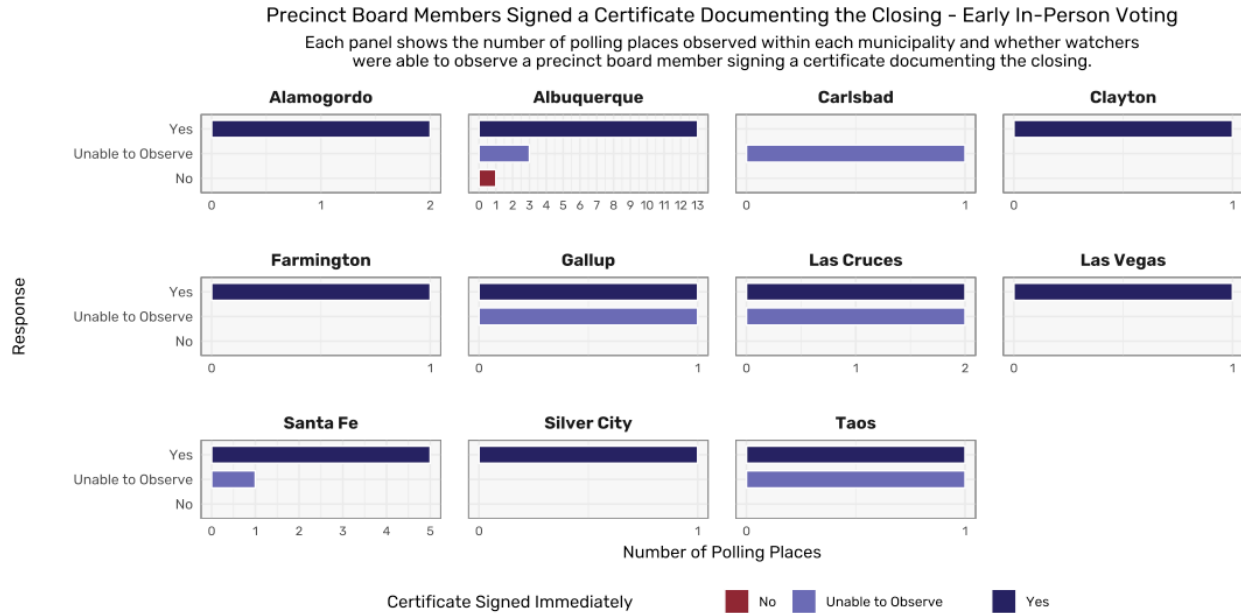 Precinct Board Members Signed a Certificate Documenting the Closing - Early In-Person Voting
Each panel shows the number of polling places observed within each municipality and whether watchers
were able to observe a precinct board member signing a certificate documenting the closing.
Alamogordo Albuquerque Carlsbad Clayton
Yes
Unable to Observe
No
0 1 2 0 1 2 3 4 5 6 7 8 9 10 11 12 13 0 1 0 1
Farmington Gallup Las Cruces Las Vegas
Response
Yes
Unable to Observe
No
0 1 0 1 0 1 2 0 1
Santa Fe Silver City Taos
Yes
Unable to Observe
No
0 1 2 3 4 5 0 1 0 1
Number of Polling Places
Certificate Signed Immediately No Unable to Observe Yes